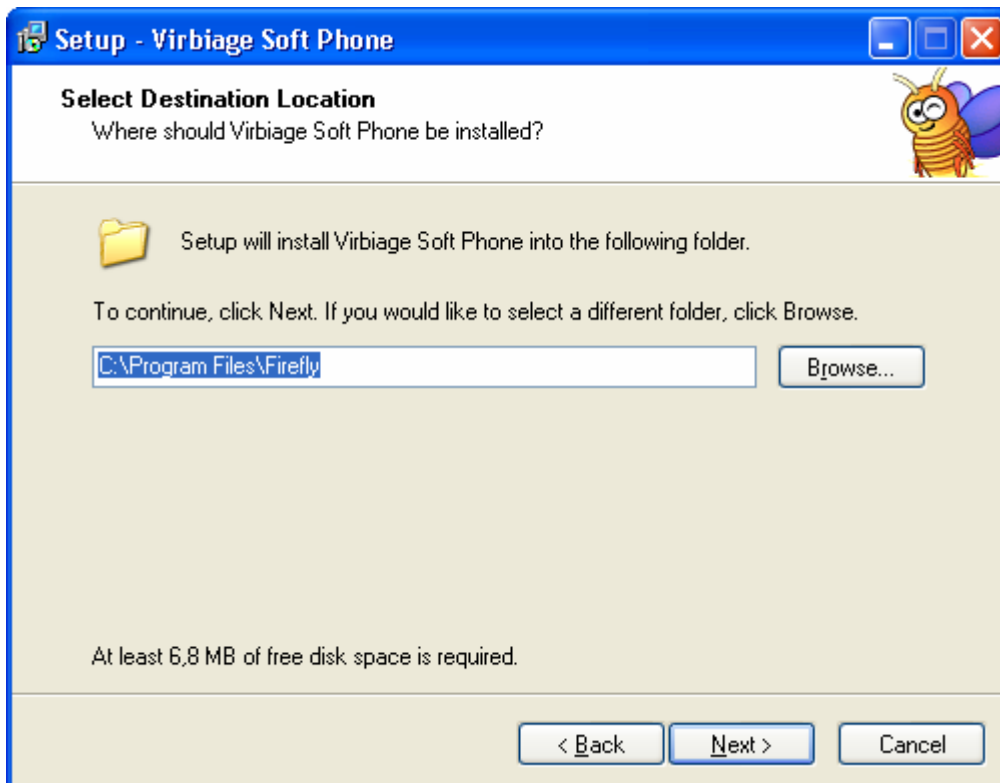 Setup - Virbiage Soft Phone
Select Destination Location
Where should Virbiage Soft Phone be installed?
Setup will install Virbiage Soft Phone into the following folder.
To continue, click Next. If you would like to select a different folder, click Browse.
C:\Program Files\Firefly
Browse...
At least 6,8 MB of free disk space is required.
< Back
Next >
Cancel